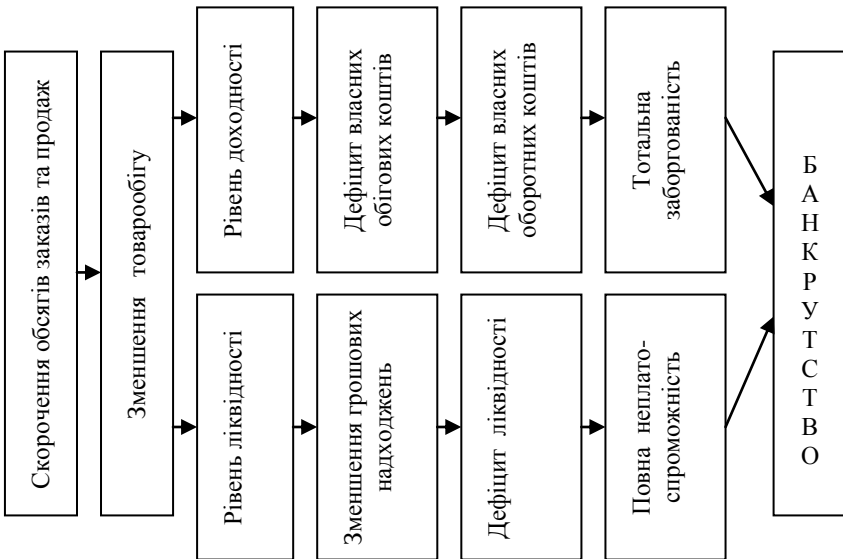 Скорочення обсягів заказів та продаж
Зменшення товарообігу
Рівень доходності
Дефіцит власних
обігових коштів
Дефіцит власних
оборотних коштів
Тотальна
заборгованість
Рівень ліквідності
Зменшення грошових
надходжень
Дефіцит ліквідності
Повна неплато-
спроможність
БАНКРУТСТВО